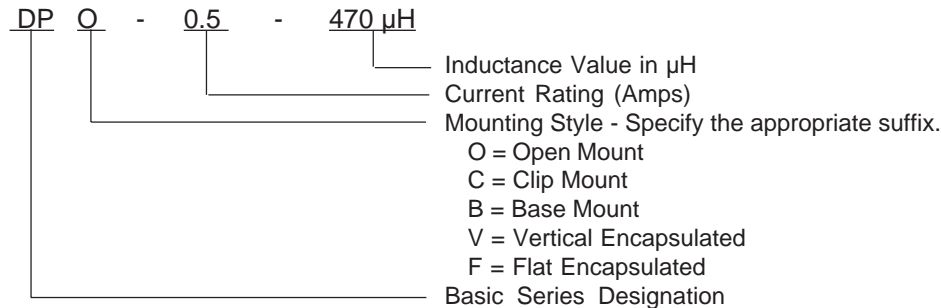 DP O - 0.5 - 470 µH
Inductance Value in µH
Current Rating (Amps)
Mounting Style - Specify the appropriate suffix.
O = Open Mount
C = Clip Mount
B = Base Mount
V = Vertical Encapsulated
F = Flat Encapsulated
Basic Series Designation